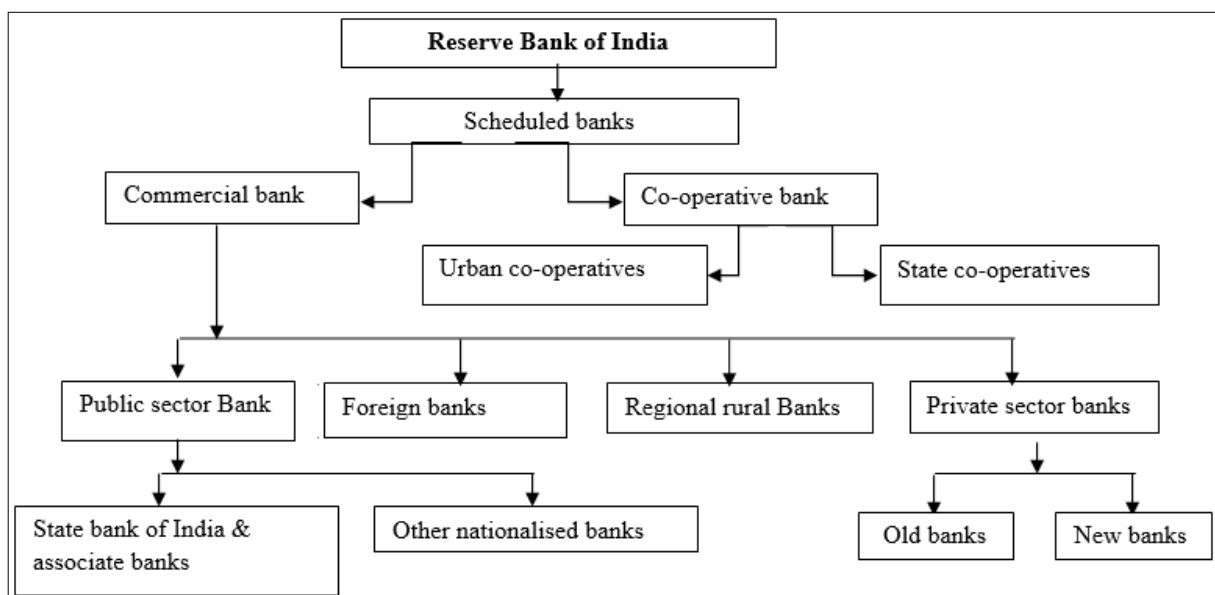 Reserve Bank of India
Scheduled banks
Commercial bank
Co-operative bank
Urban co-operatives
State co-operatives
Public sector Bank
Foreign banks
Regional rural Banks
Private sector banks
State bank of India &
associate banks
Other nationalised banks
Old banks
New banks